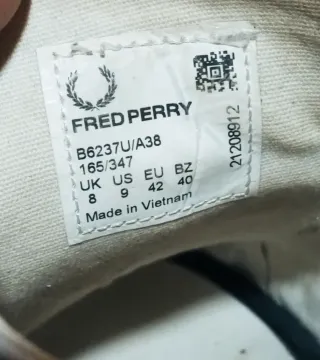 FRED PERRY
B6237U/A38
165/347
UK US EU BZ
8 9 42 40
Made in Vietnam
21208912